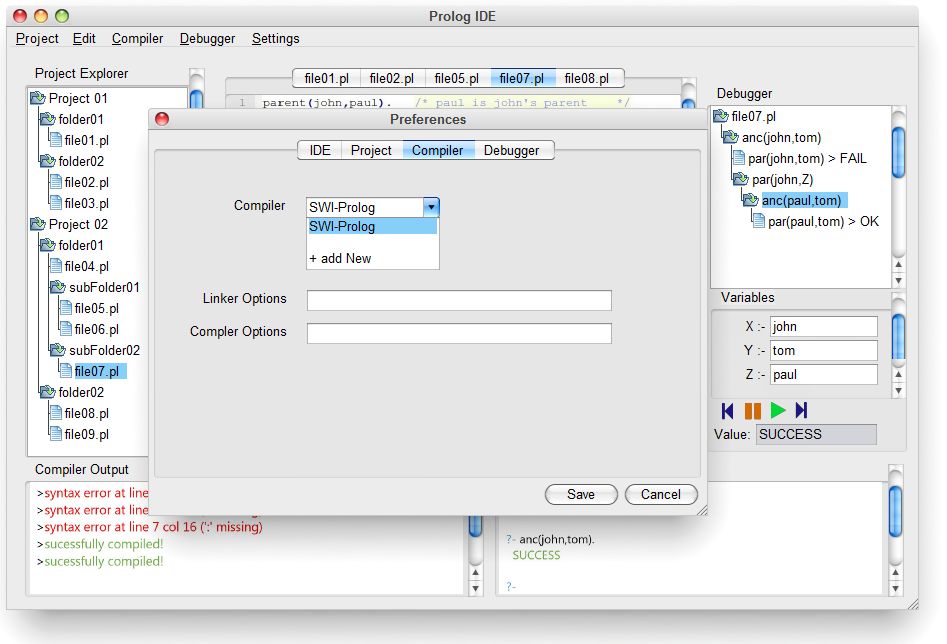 Prolog IDE
Project Edit Compiler Debugger Settings
Project Explorer
Project 01
folder01
file01.pl
folder02
file02.pl
file03.pl
Project 02
folder01
file04.pl
subFolder01
file05.pl
file06.pl
subFolder02
file07.pl
folder02
file08.pl
file09.pl
file01.pl file02.pl file05.pl file07.pl file08.pl
1 parent(john,paul). /* paul is john's parent */
Preferences
IDE Project Compiler Debugger
Compiler SWI-Prolog
SWI-Prolog
+ add New
Linker Options
Compler Options
Save Cancel
Debugger
file07.pl
anc(john,tom)
par(john,tom) > FAIL
par(john,Z)
anc(paul,tom)
par(paul,tom) > OK
Variables
X :- john
Y :- tom
Z :- paul
Value: SUCCESS
Compiler Output
>syntax error at line
>syntax error at line
>syntax error at line 7 col 16 (':' missing)
>sucessfully compiled!
>sucessfully compiled!
?- anc(john,tom).
SUCCESS
?-